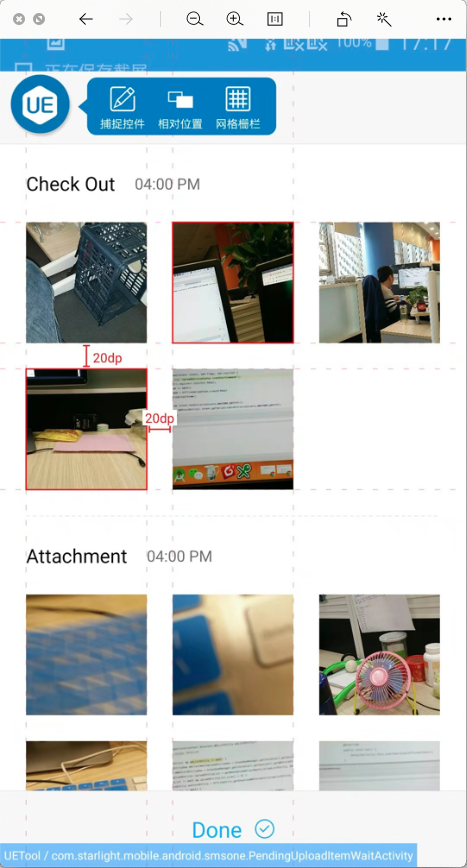 1:1
100% 17:17
正在保存截屏
UE
捕捉控件 相对位置 网格栅栏
Check Out 04:00 PM
20dp
20dp
Attachment 04:00 PM
Done
UETool / com.starlight.mobile.android.smsone.PendingUploadItemWaitActivity